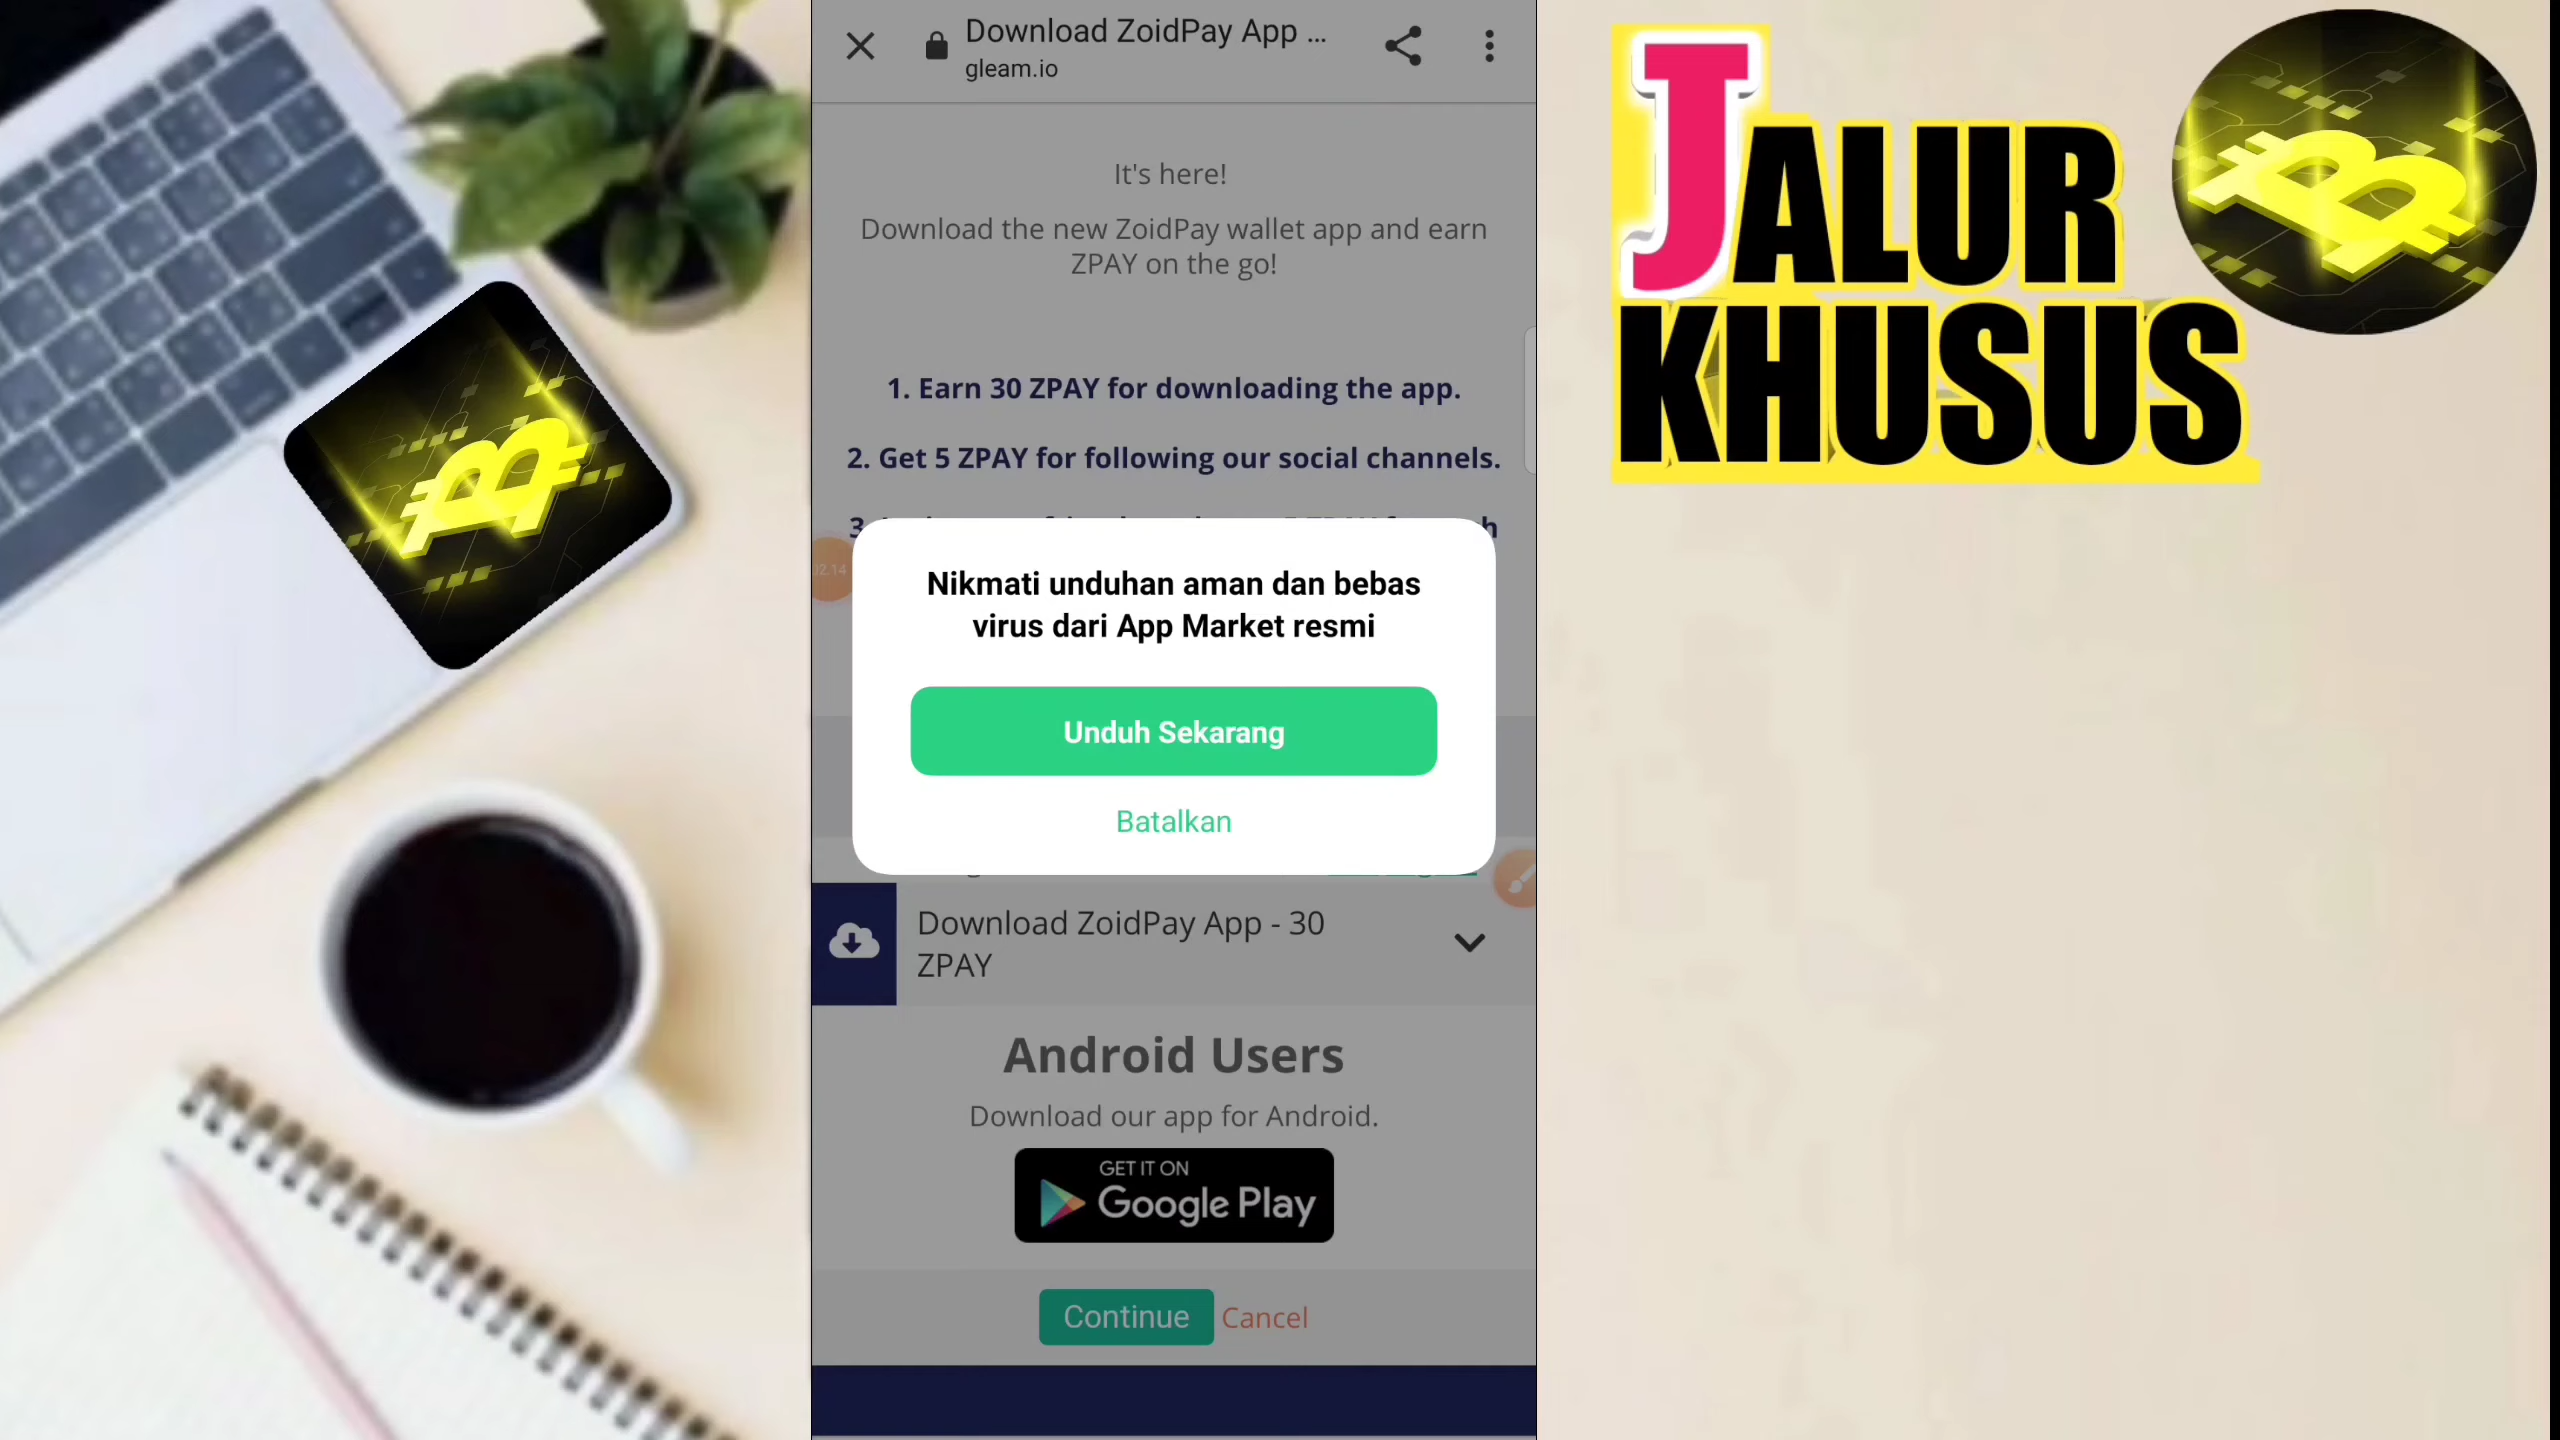 Download ZoidPay App ...
gleam.io
It's here!
Download the new ZoidPay wallet app and earn
ZPAY on the go!
1. Earn 30 ZPAY for downloading the app.
2. Get 5 ZPAY for following our social channels.
3.
02.14
Nikmati unduhan aman dan bebas
virus dari App Market resmi
Unduh Sekarang
Batalkan
Download ZoidPay App - 30
ZPAY
Android Users
Download our app for Android.
GET IT ON
Google Play
Continue Cancel
JALUR
KHUSUS